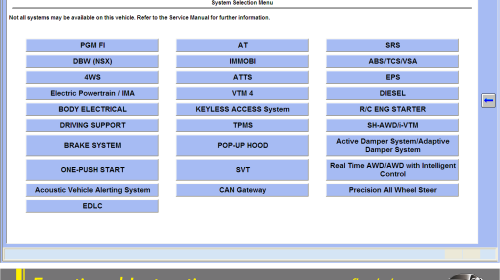 System Selection Menu
Not all systems may be available on this vehicle. Refer to the Service Manual for further information.
PGM FI
AT
SRS
DBW (NSX)
IMMOBI
ABS/TCS/VSA
4WS
ATTS
EPS
Electric Powertrain / IMA
VTM 4
DIESEL
BODY ELECTRICAL
KEYLESS ACCESS System
R/C ENG STARTER
DRIVING SUPPORT
TPMS
SH-AWD/i-VTM
BRAKE SYSTEM
POP-UP HOOD
Active Damper System/Adaptive
Damper System
ONE-PUSH START
SVT
Real Time AWD/AWD with Intelligent
Control
Acoustic Vehicle Alerting System
CAN Gateway
Precision All Wheel Steer
EDLC